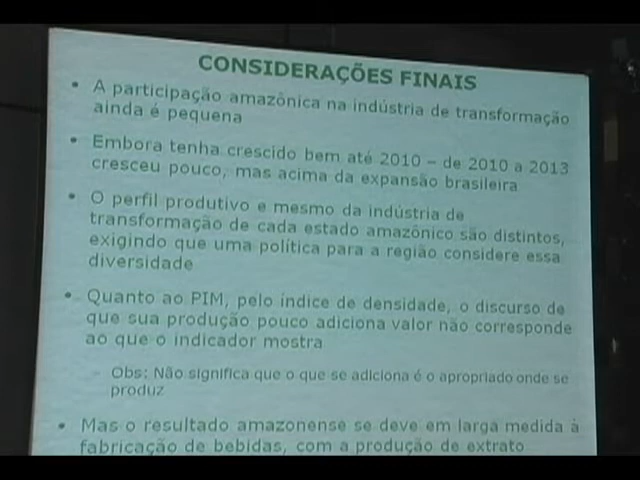 CONSIDERAÇÕES FINAIS
• A participação amazônica na indústria de transformação
ainda é pequena
• Embora tenha crescido bem até 2010 – de 2010 a 2013
cresceu pouco, mas acima da expansão brasileira
• O perfil produtivo e mesmo da indústria de
transformação de cada estado amazônico são distintos,
exigindo que uma política para a região considere essa
diversidade
• Quanto ao PIM, pelo índice de densidade, o discurso de
que sua produção pouco adiciona valor não corresponde
ao que o indicador mostra
– Obs: Não significa que o que se adiciona é o apropriado onde se
produz
• Mas o resultado amazonense se deve em larga medida à
fabricação de bebidas, com a produção de extrato